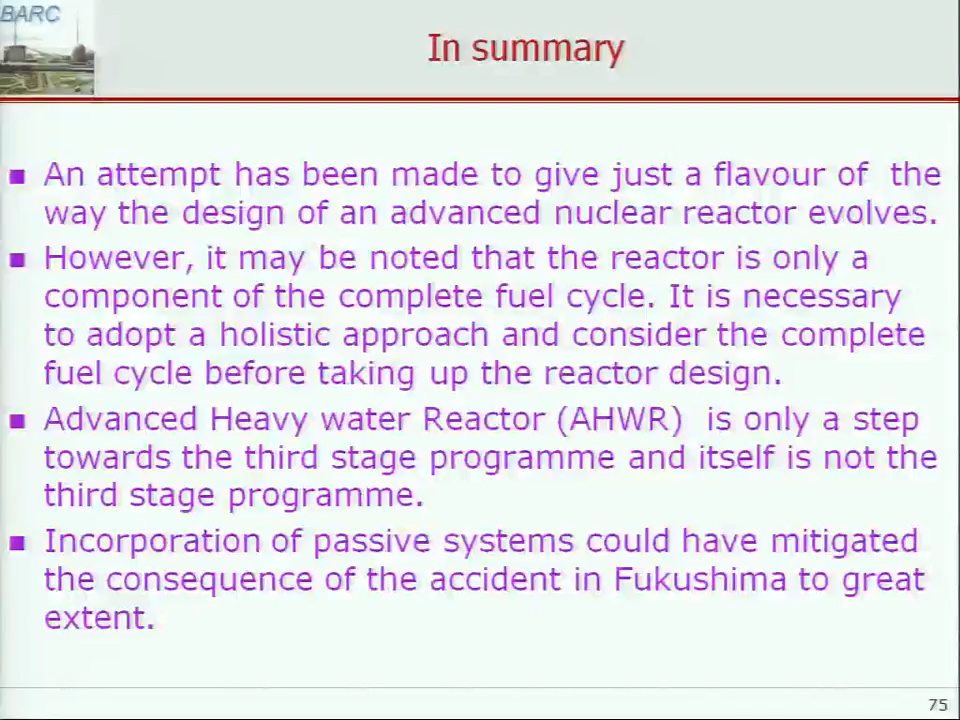 BARC
In summary
An attempt has been made to give just a flavour of the
way the design of an advanced nuclear reactor evolves.
However, it may be noted that the reactor is only a
component of the complete fuel cycle. It is necessary
to adopt a holistic approach and consider the complete
fuel cycle before taking up the reactor design.
Advanced Heavy water Reactor (AHWR) is only a step
towards the third stage programme and itself is not the
third stage programme.
Incorporation of passive systems could have mitigated
the consequence of the accident in Fukushima to great
extent.
75